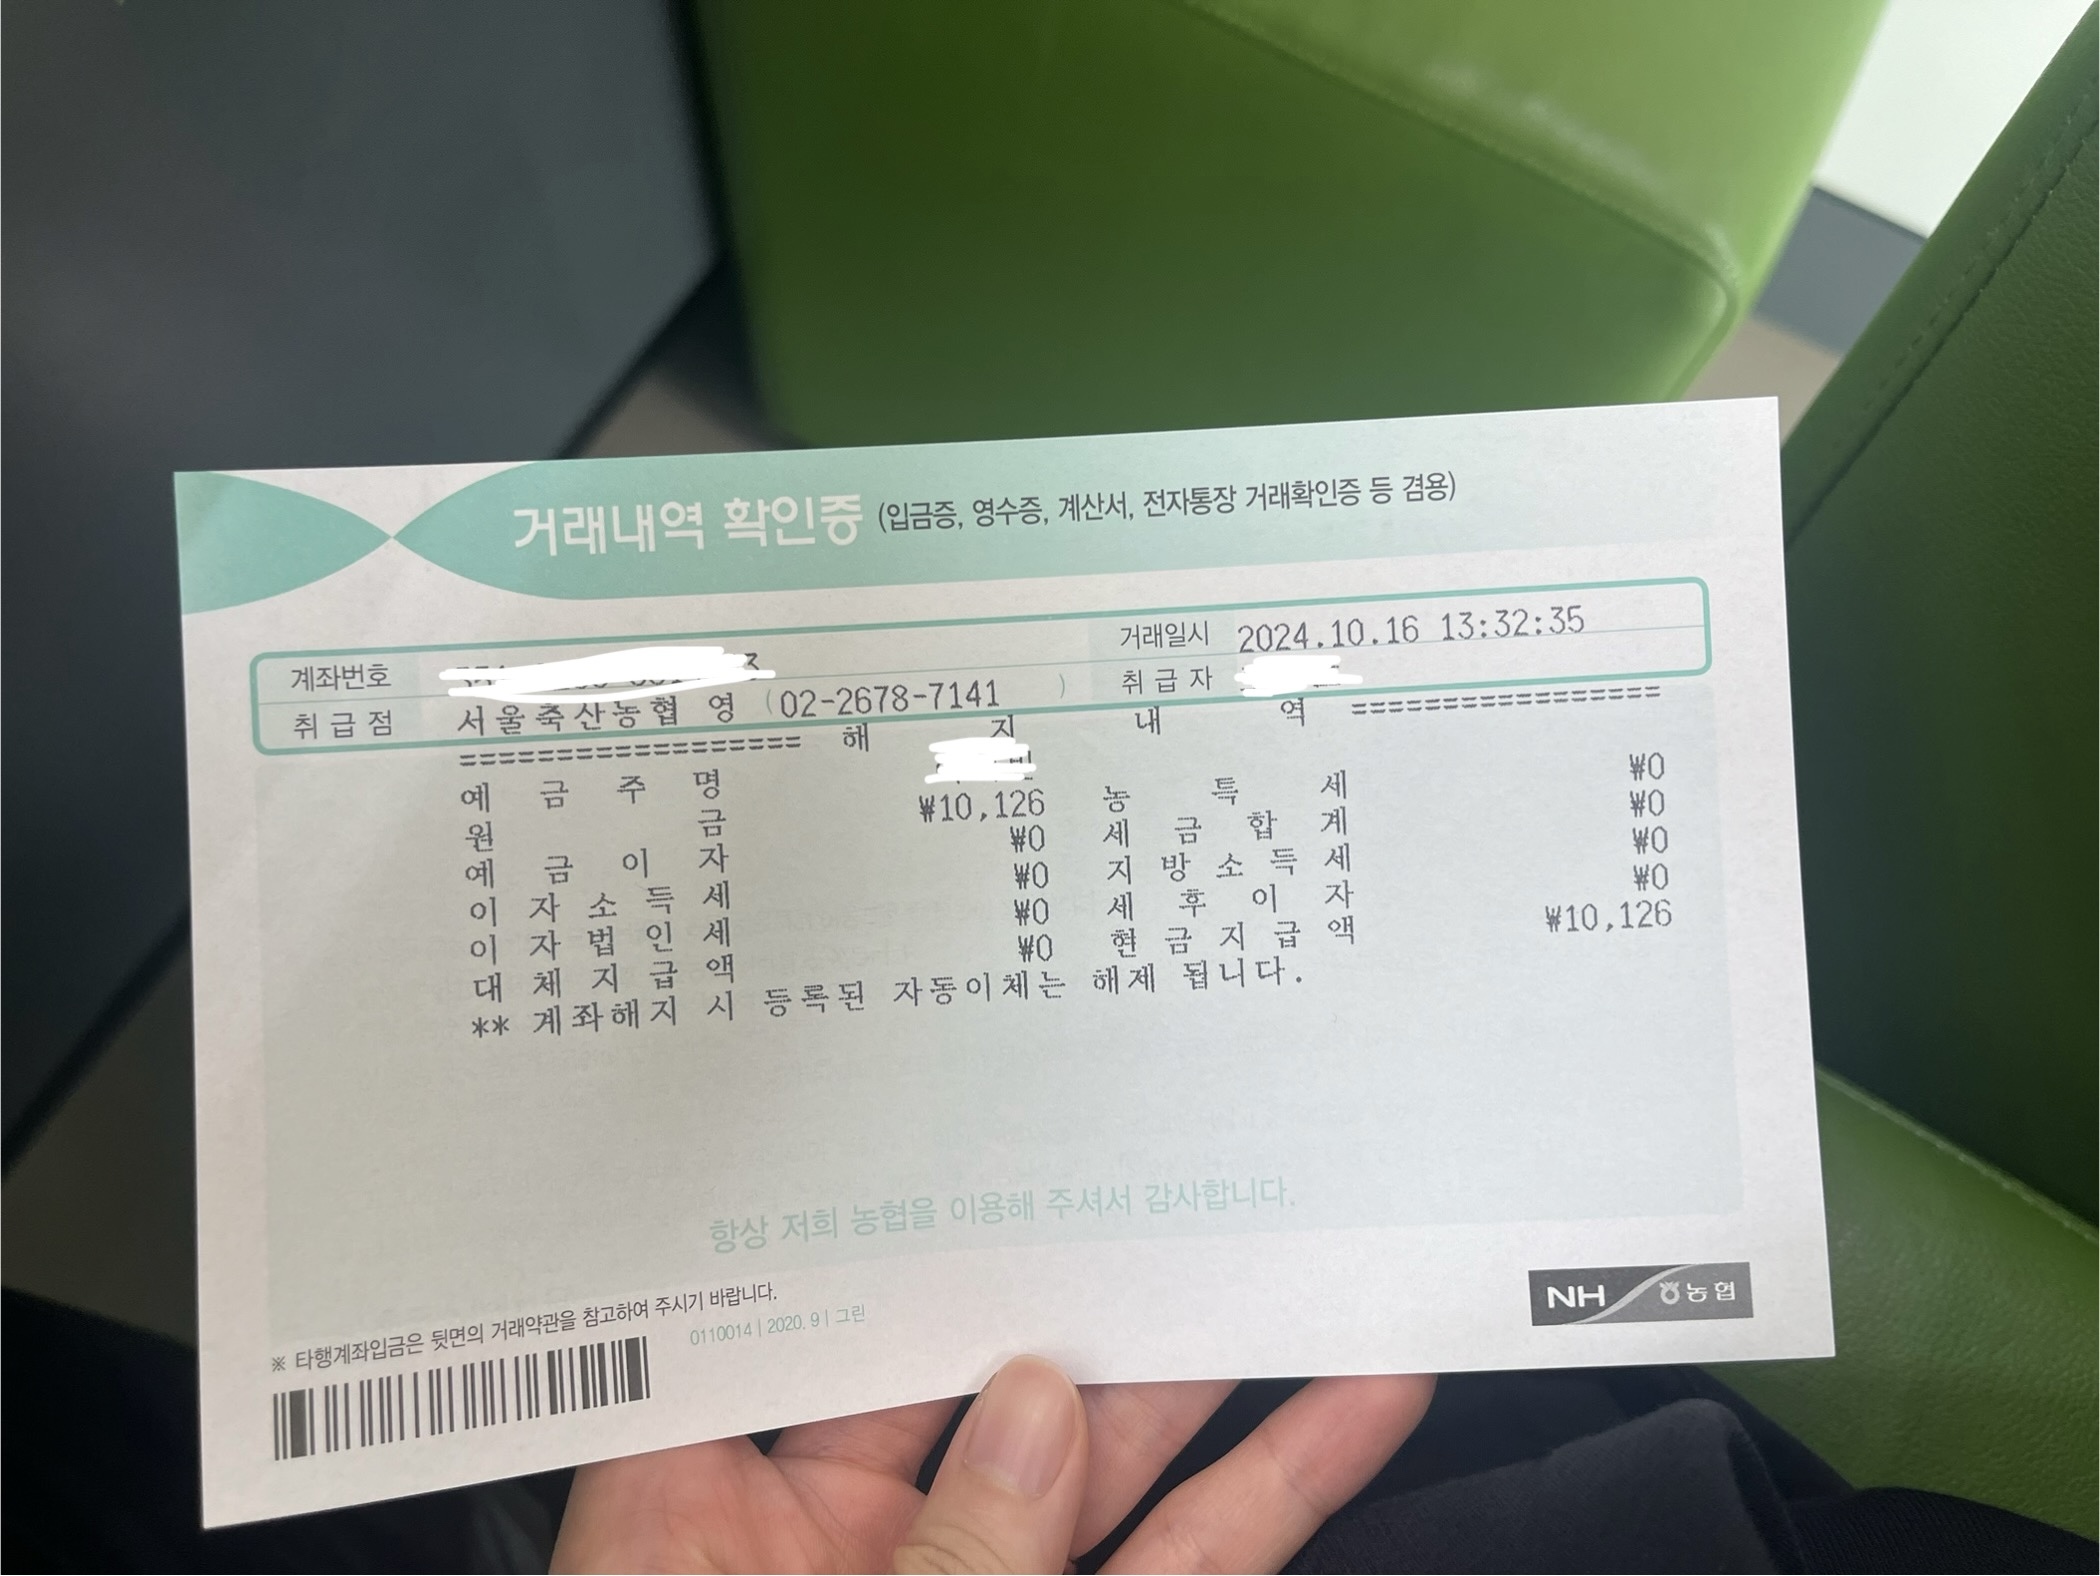 거래내역 확인증 (입금증, 영수증, 계산서, 전자통장 거래확인증 등 겸용)
계좌번호 거래일시 2024.10.16 13:32:35
취급점 서울축산농협 영 (02-2678-7141 ) 취급자
================== 해 지 내 역 ================
예 금 주 명 농 특 세 ₩0
원 금 ₩10,126 세 금 합 계 ₩0
예 금 이 자 ₩0 지 방 소 득 세 ₩0
이 자 소 득 세 ₩0 세 후 이 자 ₩0
이 자 법 인 세 ₩0 현 금 지 급 액 ₩10,126
대 체 지 급 액 ₩0
** 계좌해지 시 등록된 자동이체는 해제 됩니다.
항상 저희 농협을 이용해 주셔서 감사합니다.
※ 타행계좌입금은 뒷면의 거래약관을 참고하여 주시기 바랍니다.
0110014 | 2020. 9 | 그린
NH 농협